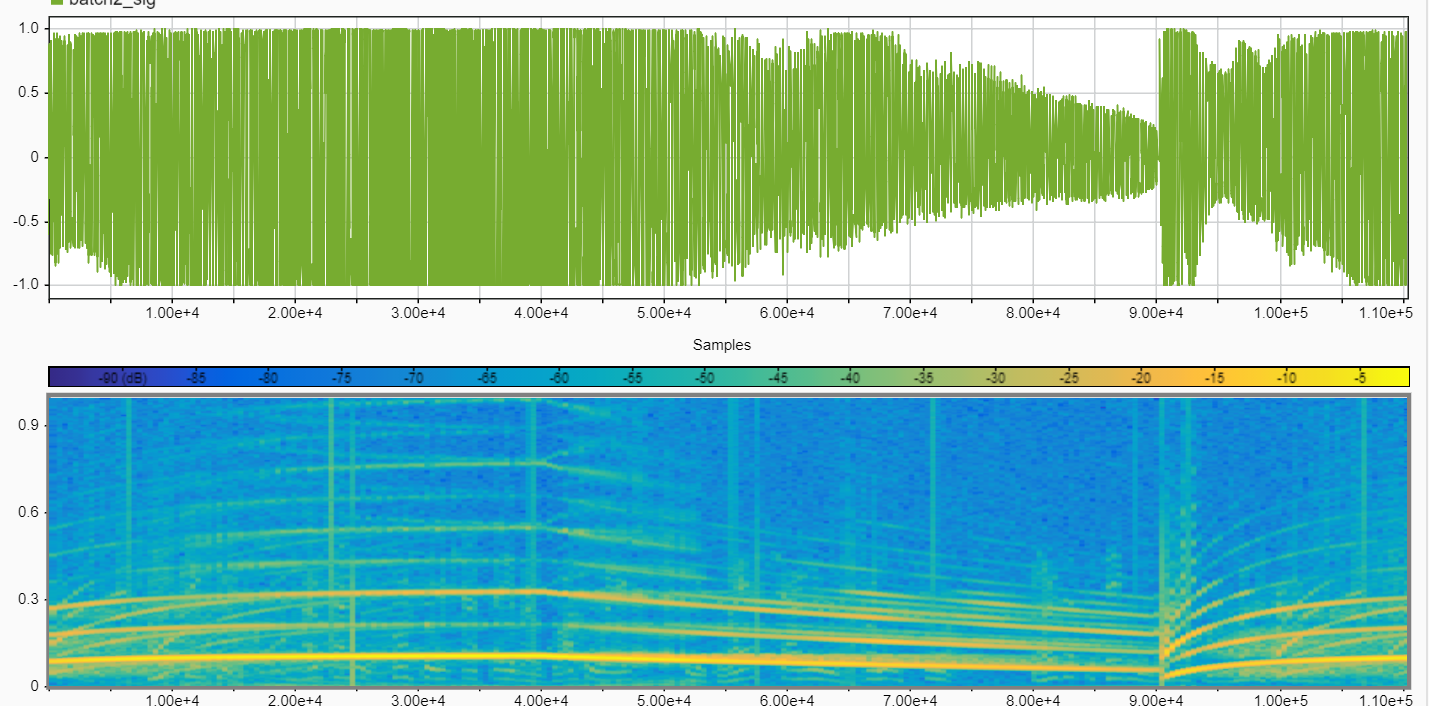 batch2_sig
1.0
0.5
0
-0.5
-1.0
1.00e+4 2.00e+4 3.00e+4 4.00e+4 5.00e+4 6.00e+4 7.00e+4 8.00e+4 9.00e+4 1.00e+5 1.10e+5
Samples
-90 (dB) -85 -80 -75 -70 -65 -60 -55 -50 -45 -40 -35 -30 -25 -20 -15 -10 -5
0.9
0.6
0.3
0
1.00e+4 2.00e+4 3.00e+4 4.00e+4 5.00e+4 6.00e+4 7.00e+4 8.00e+4 9.00e+4 1.00e+5 1.10e+5